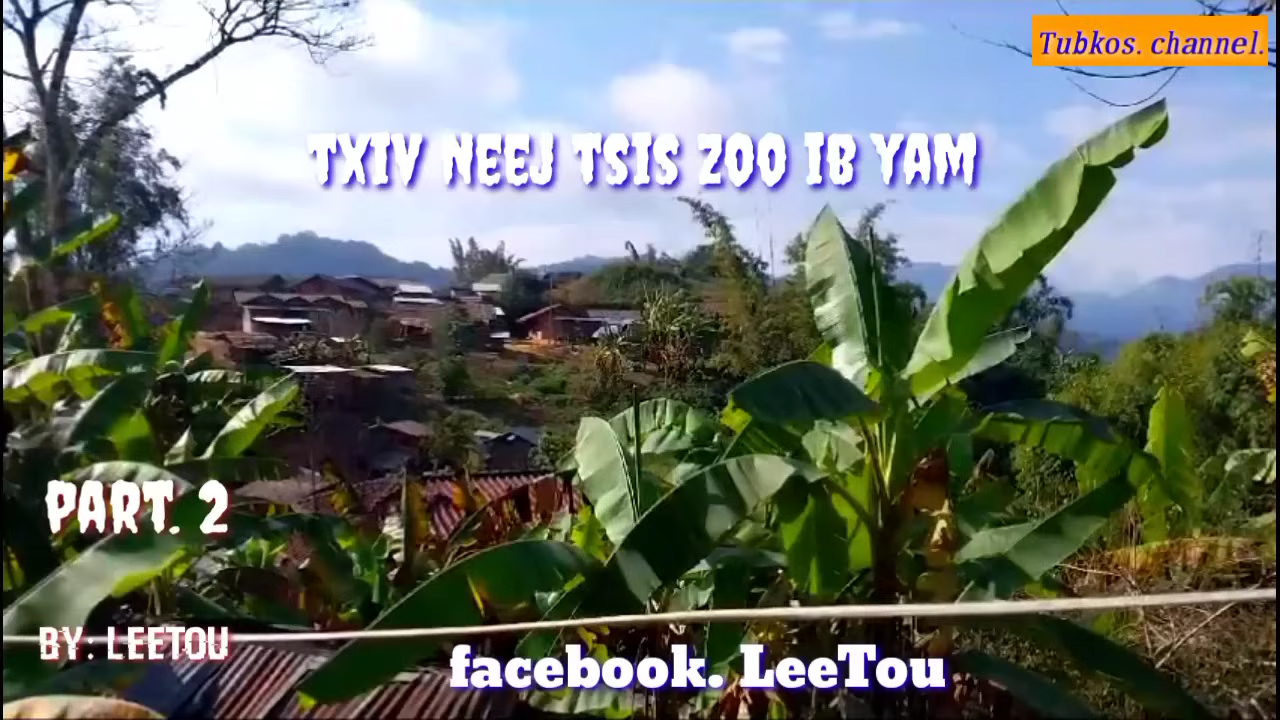 Tubkos. channel.
TXIV NEEJ TSIS ZOO IB YAM
PART. 2
BY: LEETOU
facebook. LeeTou